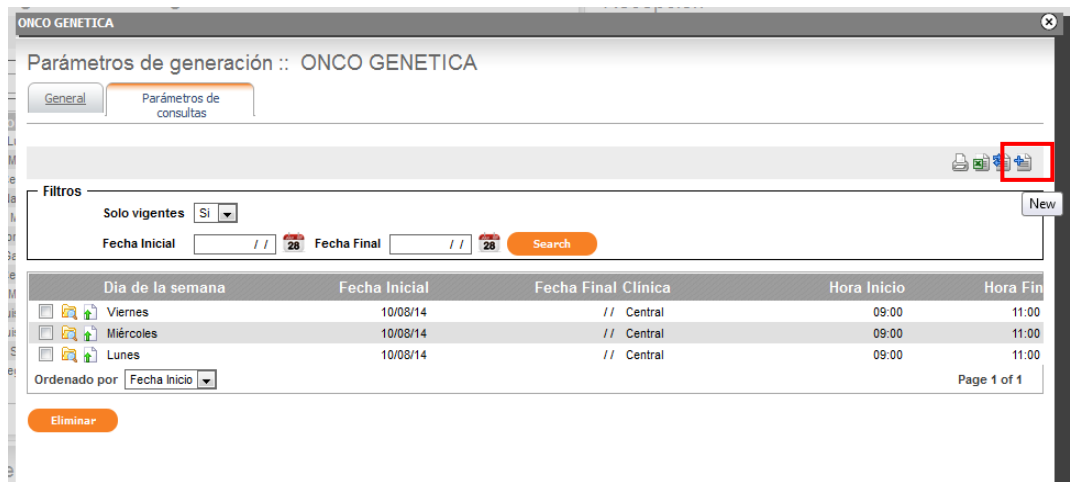 ONCO GENETICA
Parámetros de generación :: ONCO GENETICA
General
Parámetros de
consultas
New
Filtros
Solo vigentes Si
Fecha Inicial / / 28 Fecha Final / / 28 Search
Dia de la semana Fecha Inicial Fecha Final Clínica Hora Inicio Hora Fin
Viernes 10/08/14 / / Central 09:00 11:00
Miércoles 10/08/14 / / Central 09:00 11:00
Lunes 10/08/14 / / Central 09:00 11:00
Ordenado por Fecha Inicio Page 1 of 1
Eliminar